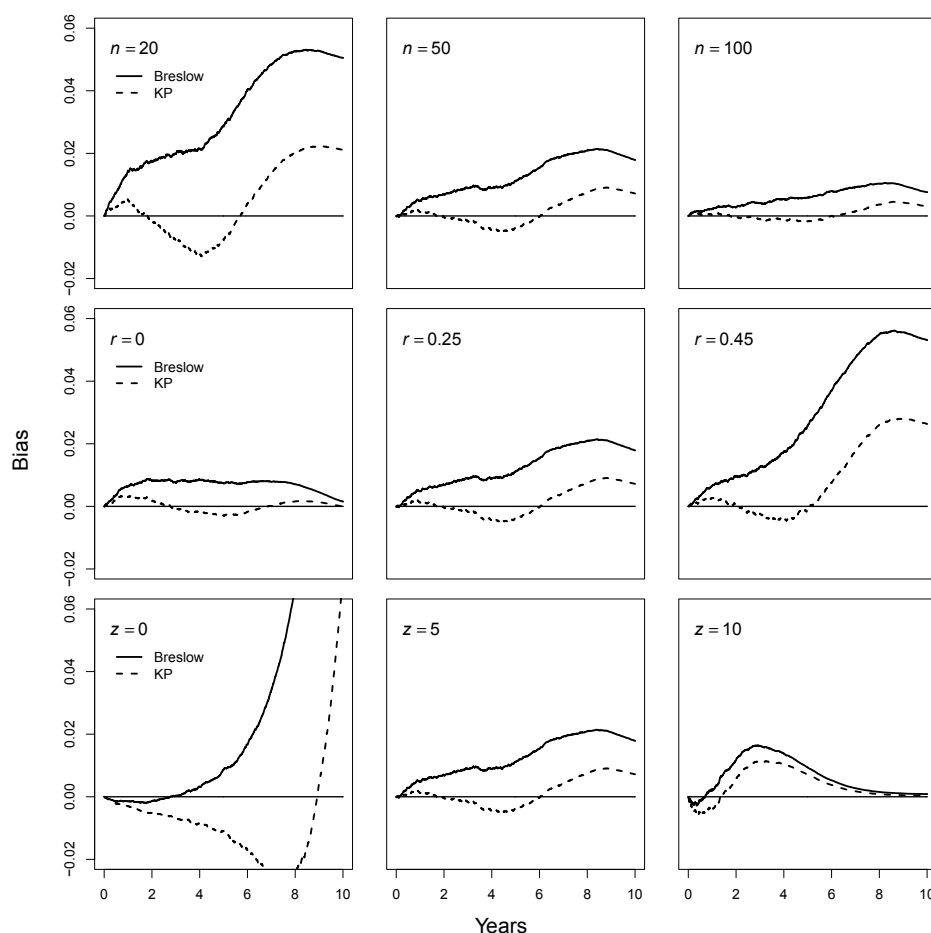 n = 20
Breslow
KP
n = 50
n = 100
−0.02 0.00 0.02 0.04 0.06
r = 0
Breslow
KP
r = 0.25
r = 0.45
−0.02 0.00 0.02 0.04 0.06
Bias
z = 0
Breslow
KP
z = 5
z = 10
−0.02 0.00 0.02 0.04 0.06
0 2 4 6 8 10
0 2 4 6 8 10
0 2 4 6 8 10
Years